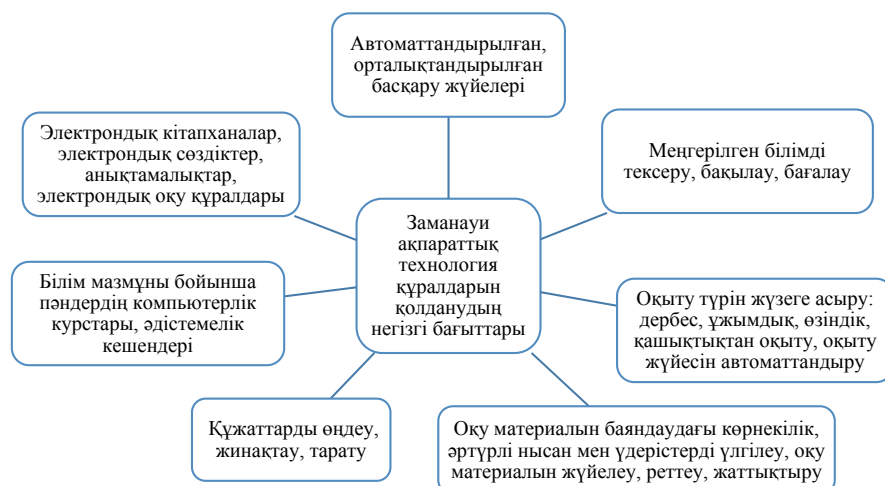 Автоматтандырылған,
орталықтандырылған
басқару жүйелері
Электрондық кітапханалар,
электрондық сөздіктер,
анықтамалықтар,
электрондық оқу құралдары
Меңгерілген білімді
тексеру, бақылау, бағалау
Заманауи
ақпараттық
технология
құралдарын
қолданудың
негізгі бағыттары
Білім мазмұны бойынша
пәндердің компьютерлік
курстары, әдістемелік
кешендері
Оқыту түрін жүзеге асыру:
дербес, ұжымдық, өзіндік,
қашықтықтан оқыту, оқыту
жүйесін автоматтандыру
Құжаттарды өңдеу,
жинақтау, тарату
Оқу материалын баяндаудағы көрнекілік,
әртүрлі нысан мен үдерістерді үлгілеу, оқу
материалын жүйелеу, реттеу, жаттықтыру